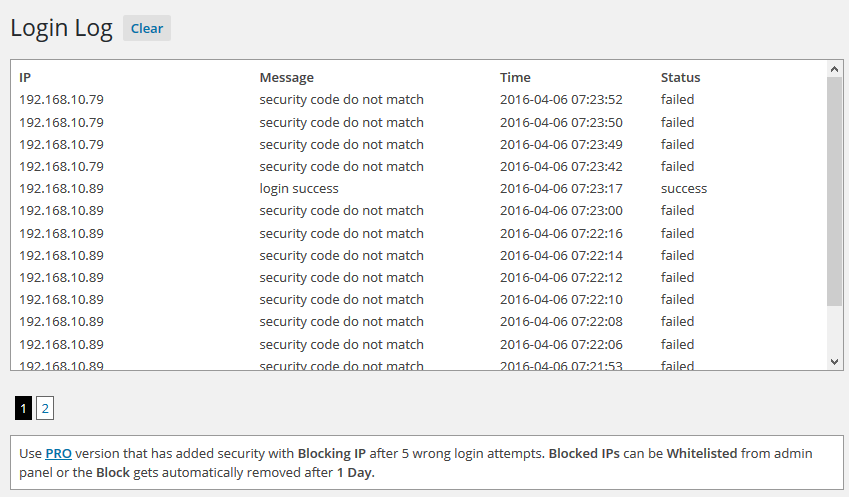 Login Log Clear
IP Message Time Status
192.168.10.79 security code do not match 2016-04-06 07:23:52 failed
192.168.10.79 security code do not match 2016-04-06 07:23:50 failed
192.168.10.79 security code do not match 2016-04-06 07:23:49 failed
192.168.10.79 security code do not match 2016-04-06 07:23:42 failed
192.168.10.89 login success 2016-04-06 07:23:17 success
192.168.10.89 security code do not match 2016-04-06 07:23:00 failed
192.168.10.89 security code do not match 2016-04-06 07:22:16 failed
192.168.10.89 security code do not match 2016-04-06 07:22:14 failed
192.168.10.89 security code do not match 2016-04-06 07:22:12 failed
192.168.10.89 security code do not match 2016-04-06 07:22:10 failed
192.168.10.89 security code do not match 2016-04-06 07:22:08 failed
192.168.10.89 security code do not match 2016-04-06 07:22:06 failed
192.168.10.89 security code do not match 2016-04-06 07:21:53 failed
1 2
Use PRO version that has added security with Blocking IP after 5 wrong login attempts. Blocked IPs can be Whitelisted from admin
panel or the Block gets automatically removed after 1 Day.